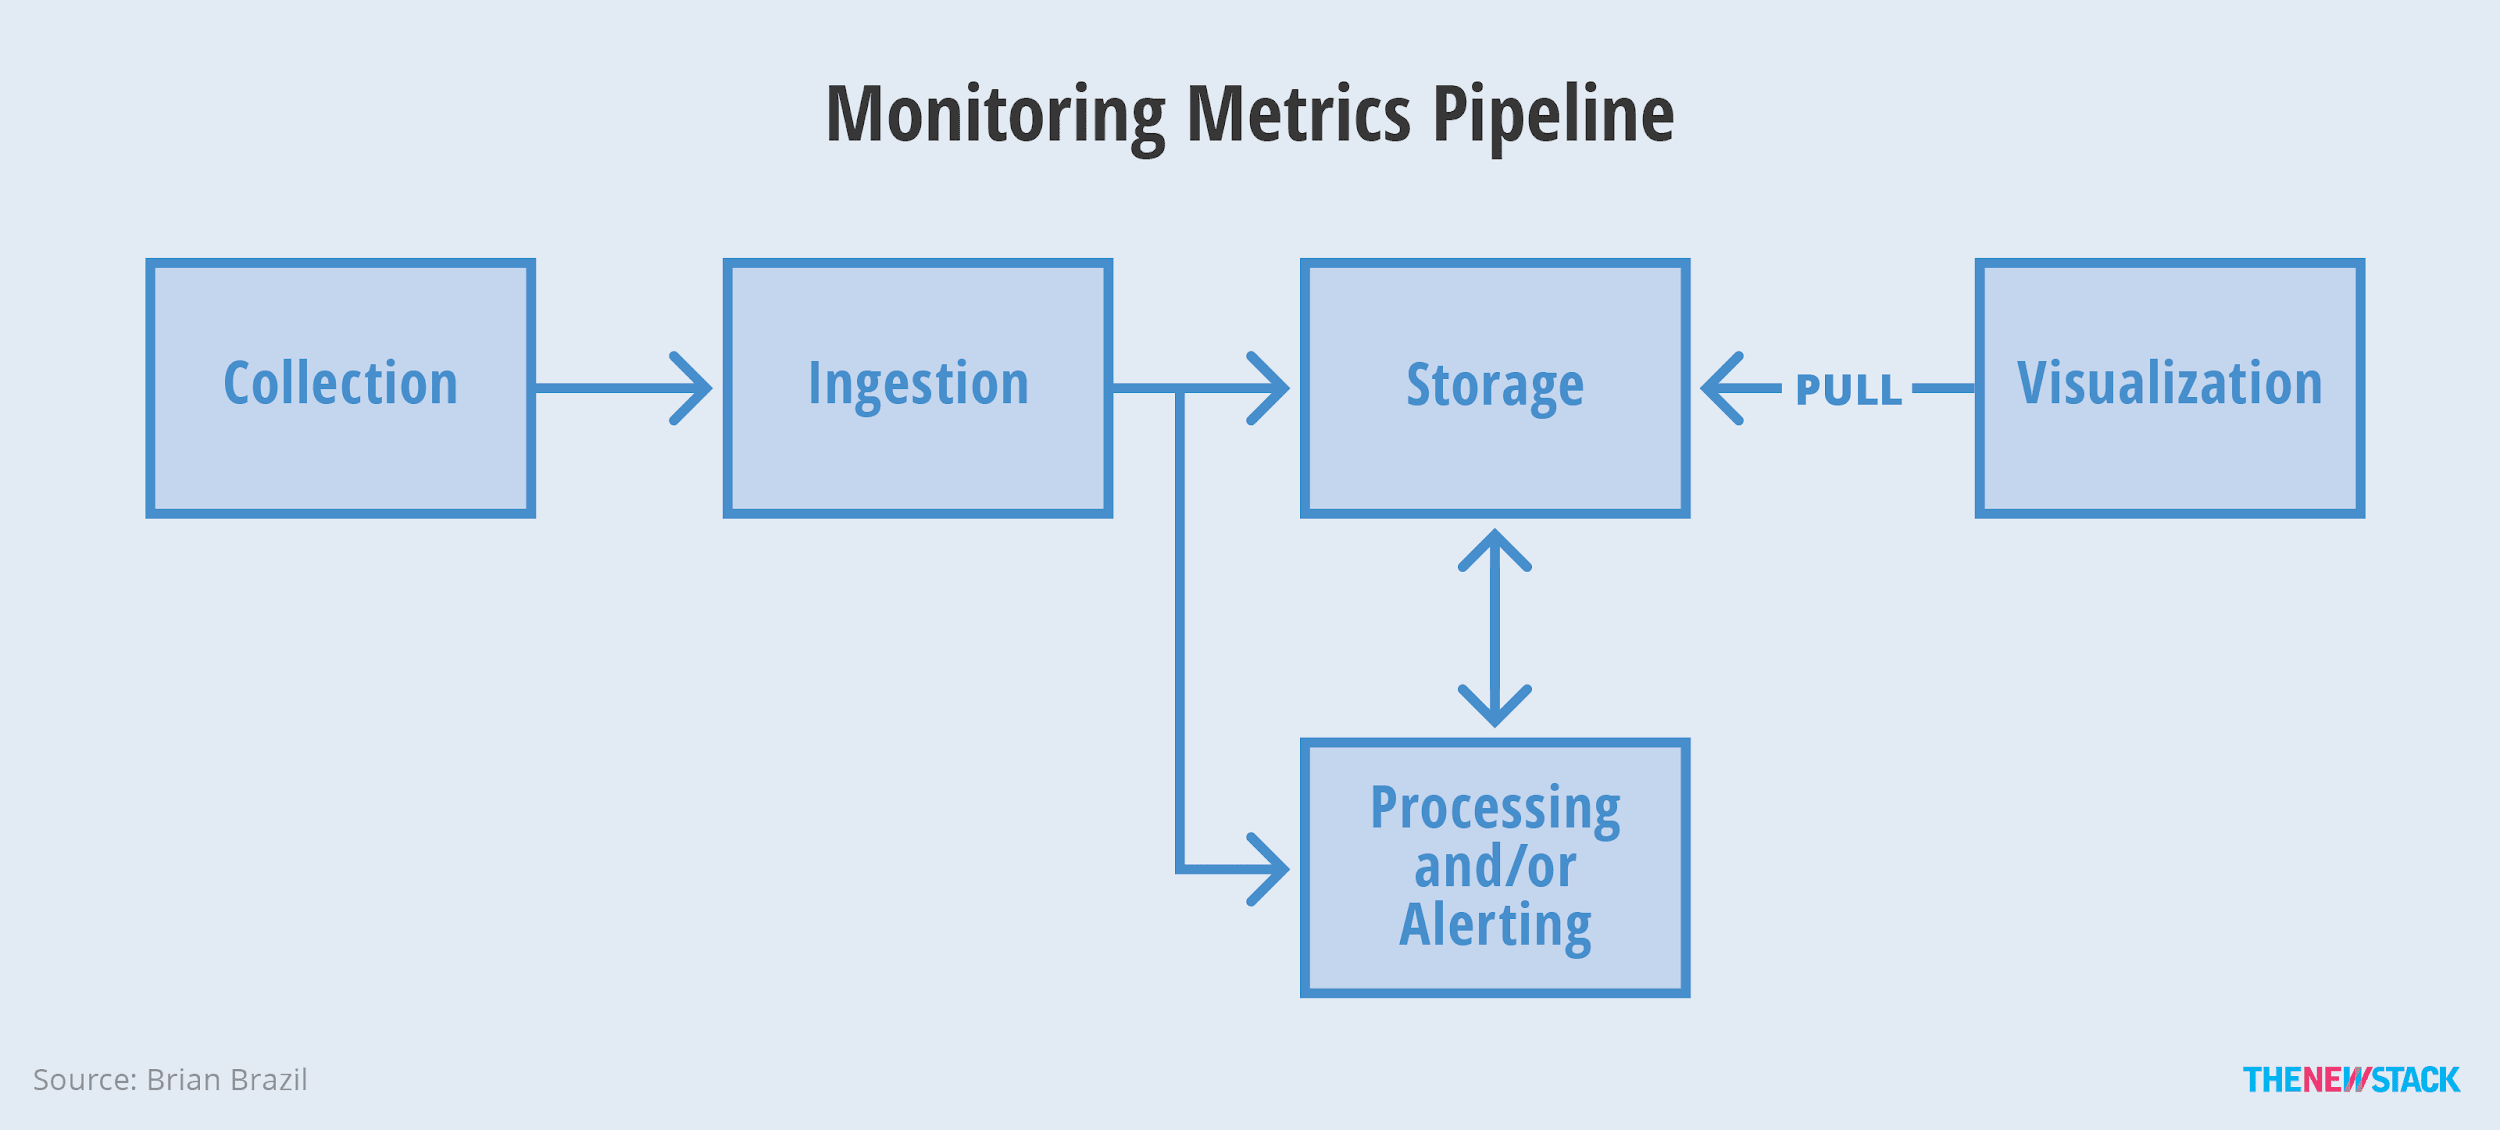 Monitoring Metrics Pipeline
Collection
Ingestion
Storage
PULL
Visualization
Processing
and/or
Alerting
Source: Brian Brazil
THENEWSTACK